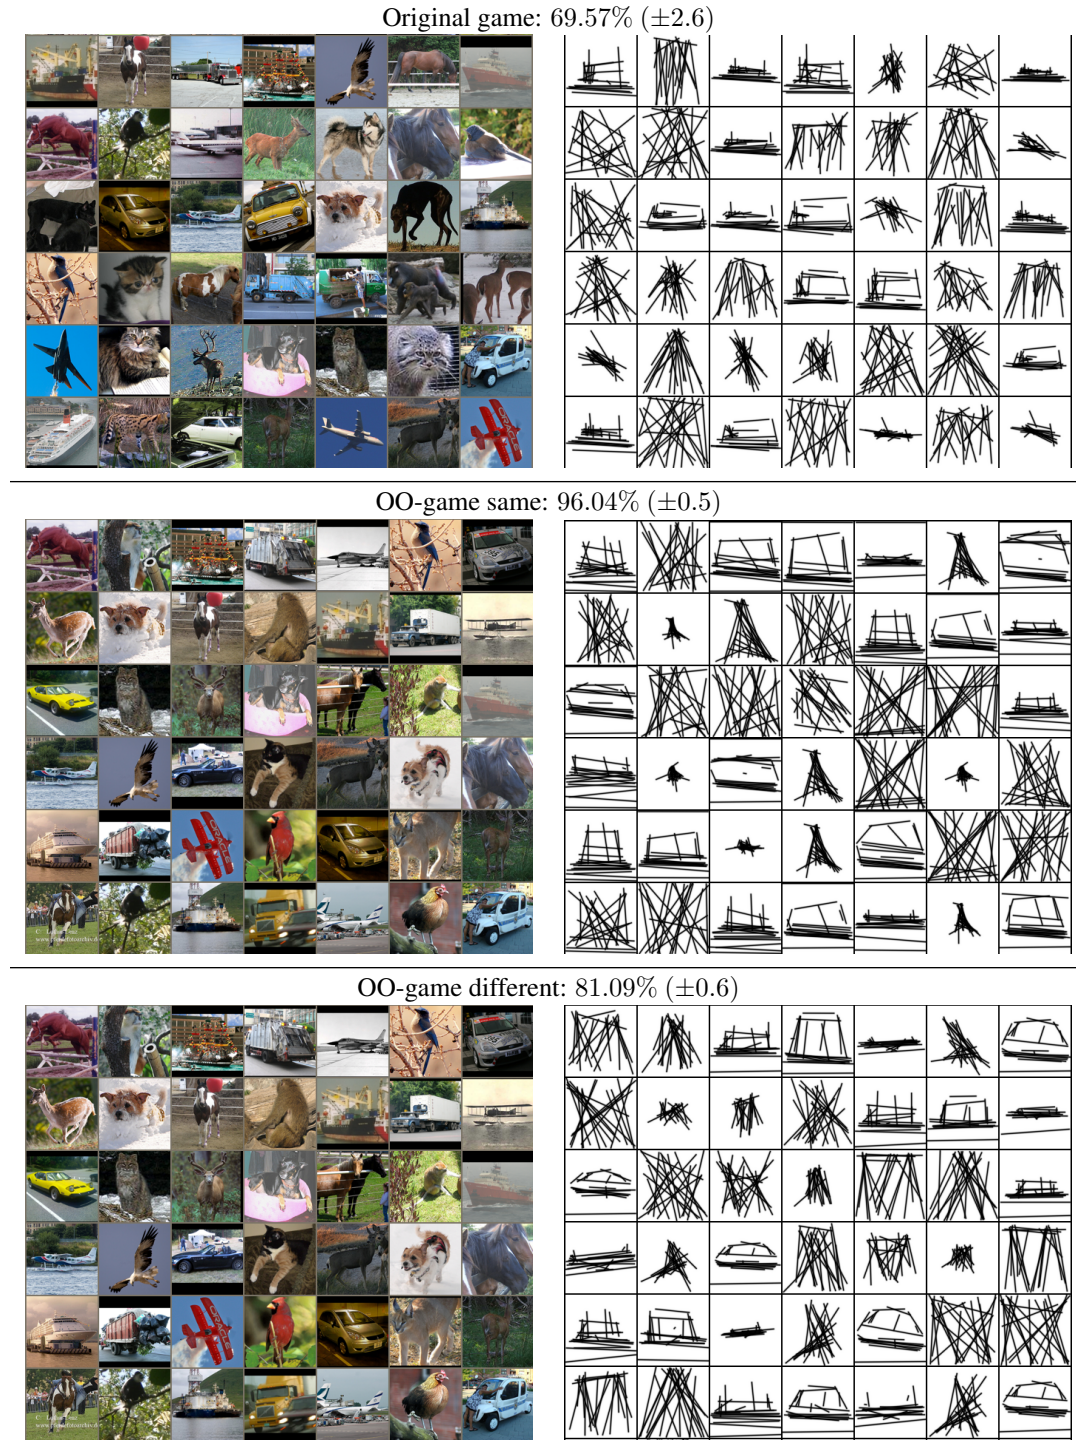 Original game: 69.57% (±2.6)
OO-game same: 96.04% (±0.5)
OO-game different: 81.09% (±0.6)